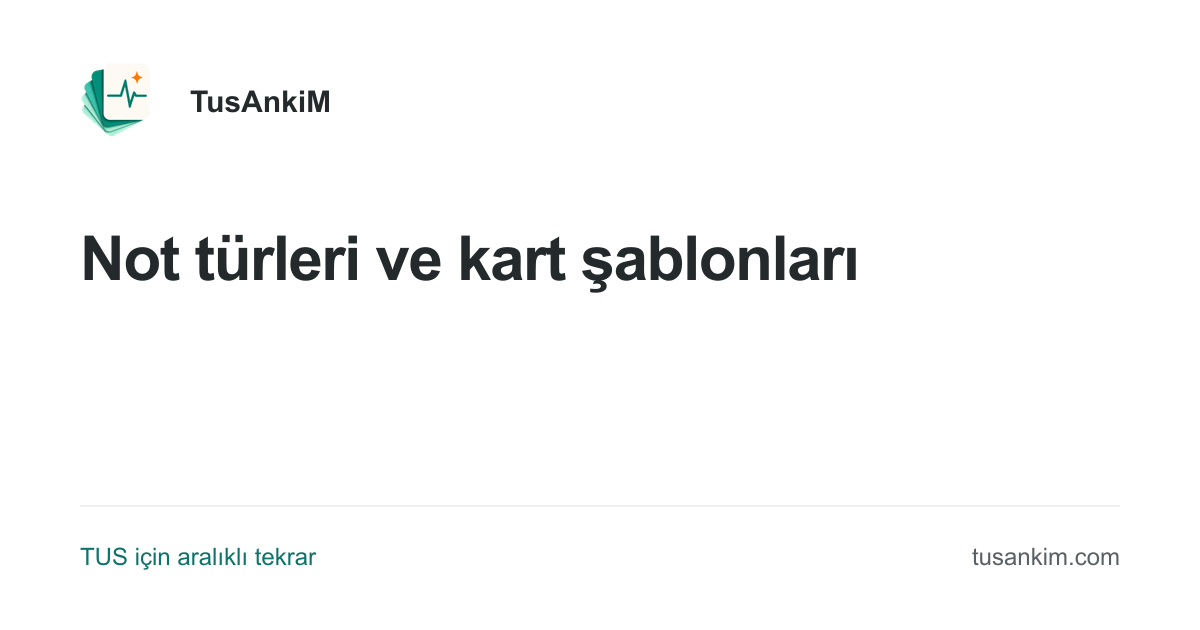 TusAnkiM
Not türleri ve kart şablonları
TUS için aralıklı tekrar
tusankim.com